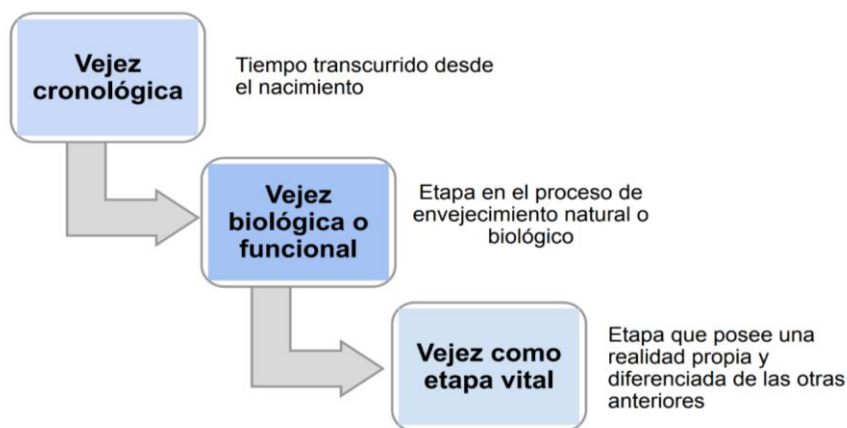 Vejez
cronológica
Tiempo transcurrido desde
el nacimiento
Vejez
biológica o
funcional
Etapa en el proceso de
envejecimiento natural o
biológico
Vejez como
etapa vital
Etapa que posee una
realidad propia y
diferenciada de las otras
anteriores